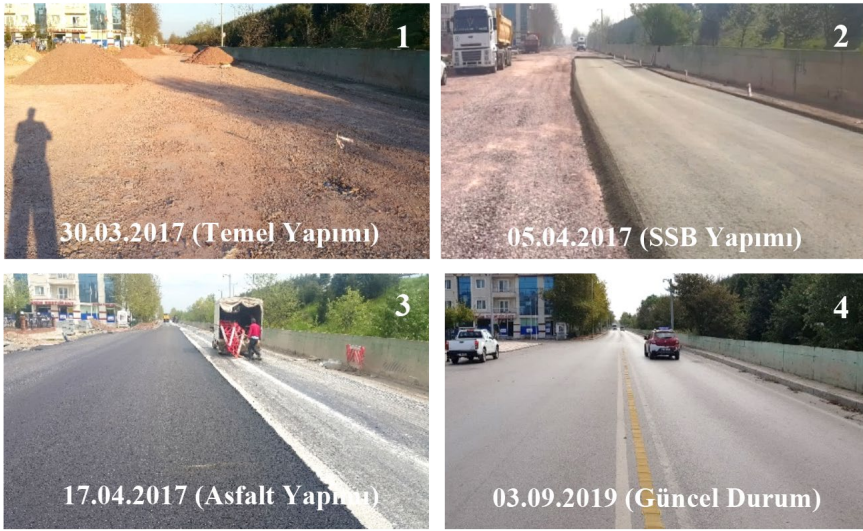 1
2
30.03.2017 (Temel Yapımı)
05.04.2017 (SSB Yapımı)
3
4
17.04.2017 (Asfalt Yapımı)
03.09.2019 (Güncel Durum)